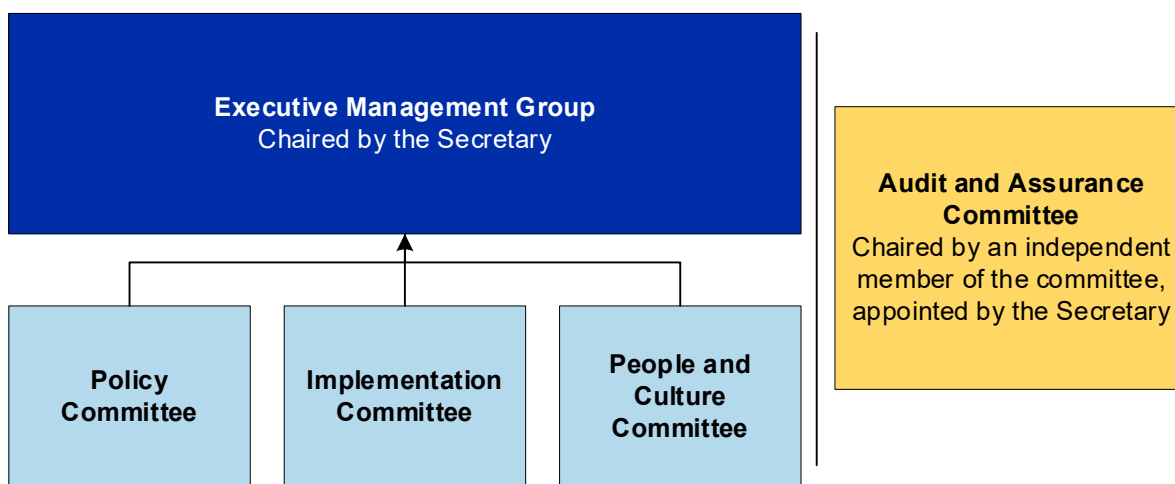 Executive Management Group
Chaired by the Secretary
Audit and Assurance
Committee
Chaired by an independent
member of the committee,
appointed by the Secretary
Policy
Committee
Implementation
Committee
People and
Culture
Committee